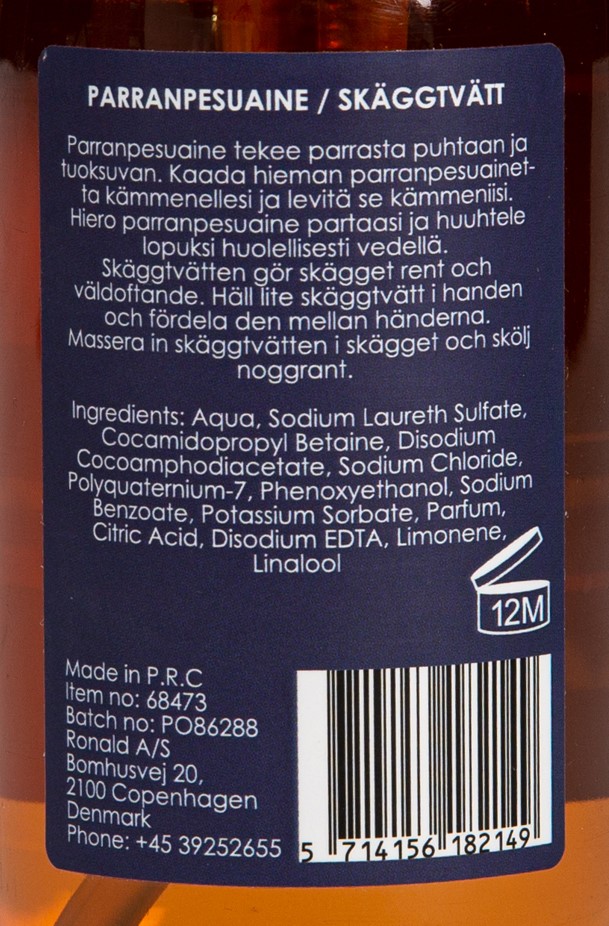 PARRANPESUAINE / SKÄGGTVÄTT
Parranpesuaine tekee parrasta puhtaan ja
tuoksuvan. Kaada hieman parranpesuainet-
ta kämmenellesi ja levitä se kämmeniisi.
Hiero parranpesuaine partaasi ja huuhtele
lopuksi huolellisesti vedellä.
Skäggtvätten gör skägget rent och
väldoffande. Häll lite skäggtvätt i handen
och fördela den mellan händerna.
Massera in skäggtvätten i skägget och skölj
noggrant.
Ingredients: Aqua, Sodium Laureth Sulfate,
Cocamidopropyl Betaine, Disodium
Cocoamphodiacetate, Sodium Chloride,
Polyquaternium-7, Phenoxyethanol, Sodium
Benzoate, Potassium Sorbate, Parfum,
Citric Acid, Disodium EDTA, Limonene,
Linalool
12M
Made in P.R.C
Item no: 68473
Batch no: PO86288
Ronald A/S
Bomhusvej 20,
2100 Copenhagen
Denmark
Phone: +45 39252655
5 714156 182149